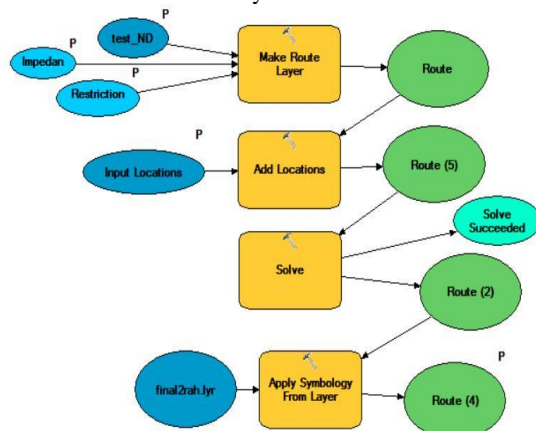 P
test_ND
P
Impedan
P
Restriction
Make Route
Layer
Route
P
Input Locations
Add Locations
Route (5)
Solve
Solve
Succeeded
Route (2)
final2rah.lyr
Apply Symbology
From Layer
P
Route (4)